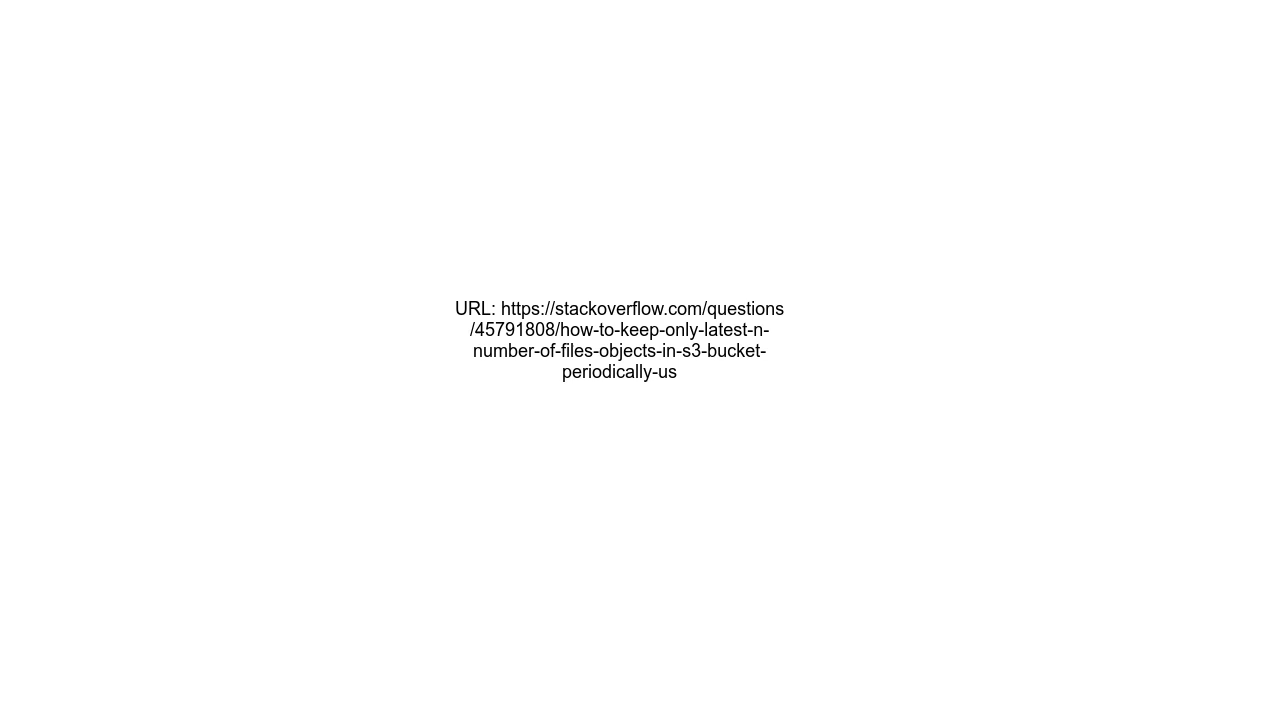 URL: https://stackoverflow.com/questions
/45791808/how-to-keep-only-latest-n-
number-of-files-objects-in-s3-bucket-
periodically-us